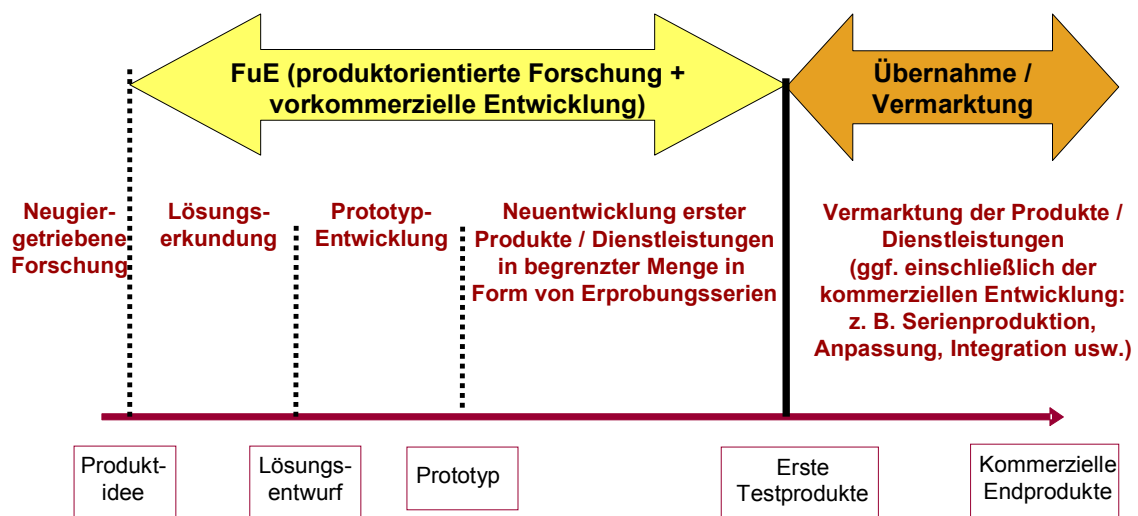 FuE (produktorientierte Forschung +
vorkommerzielle Entwicklung)
Übernahme /
Vermarktung
Neugier-
getriebene
Forschung
Lösungs-
erkundung
Prototyp-
Entwicklung
Neuentwicklung erster
Produkte / Dienstleistungen
in begrenzter Menge in
Form von Erprobungsserien
Vermarktung der Produkte /
Dienstleistungen
(ggf. einschließlich der
kommerziellen Entwicklung:
z. B. Serienproduktion,
Anpassung, Integration usw.)
Produkt-
idee
Lösungs-
entwurf
Prototyp
Erste
Testprodukte
Kommerzielle
Endprodukte